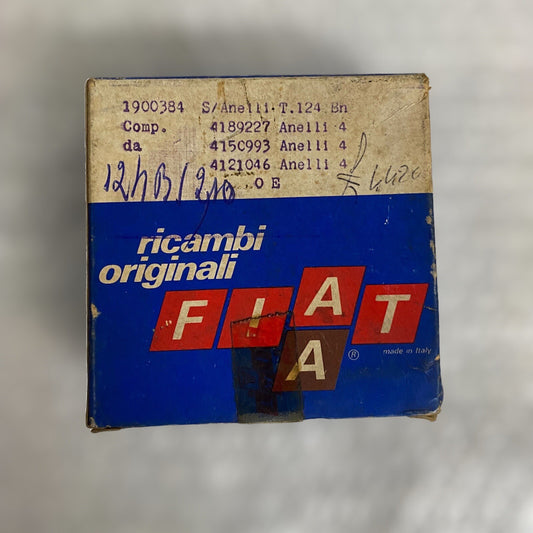 1900384 S/Anelli.T.124 Bn
Comp. 4189227 Anelli 4
da 4150993 Anelli 4
4121046 Anelli 4
O E
ricambi
originali
FIAT
A
®
made in Italy